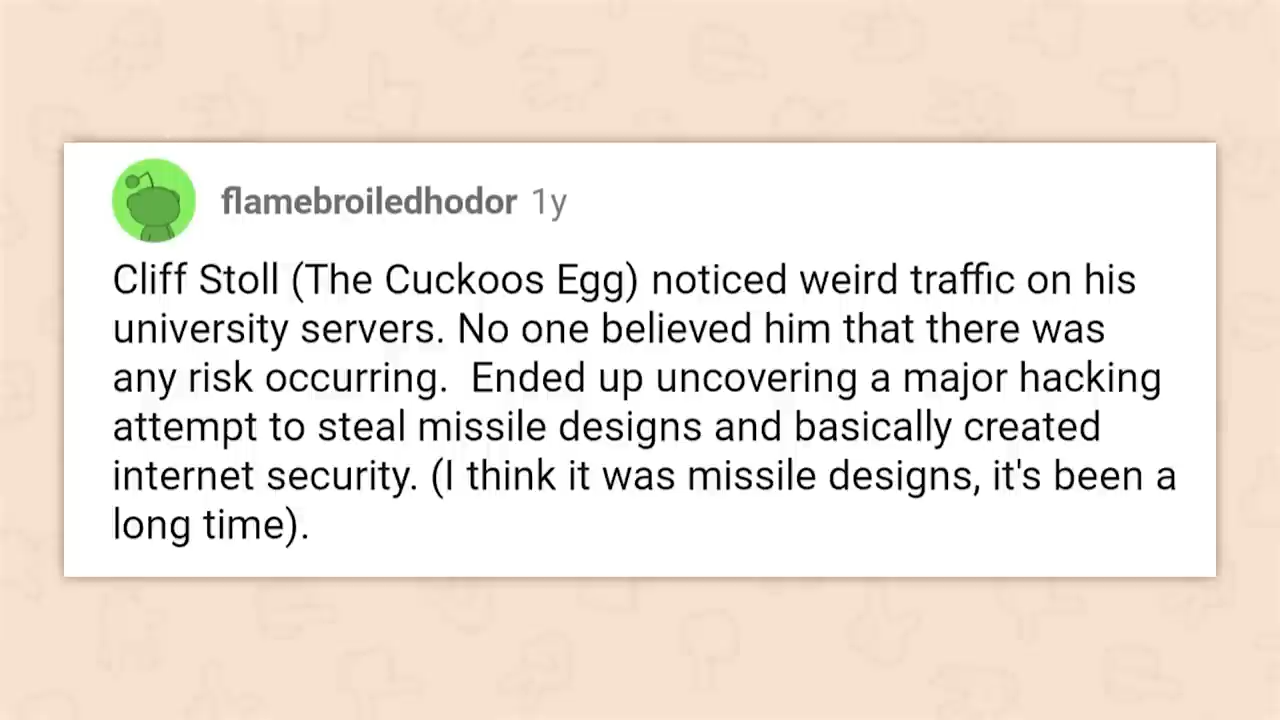 flamebroiledhodor 1y
Cliff Stoll (The Cuckoos Egg) noticed weird traffic on his
university servers. No one believed him that there was
any risk occurring.  Ended up uncovering a major hacking
attempt to steal missile designs and basically created
internet security. (I think it was missile designs, it's been a
long time).